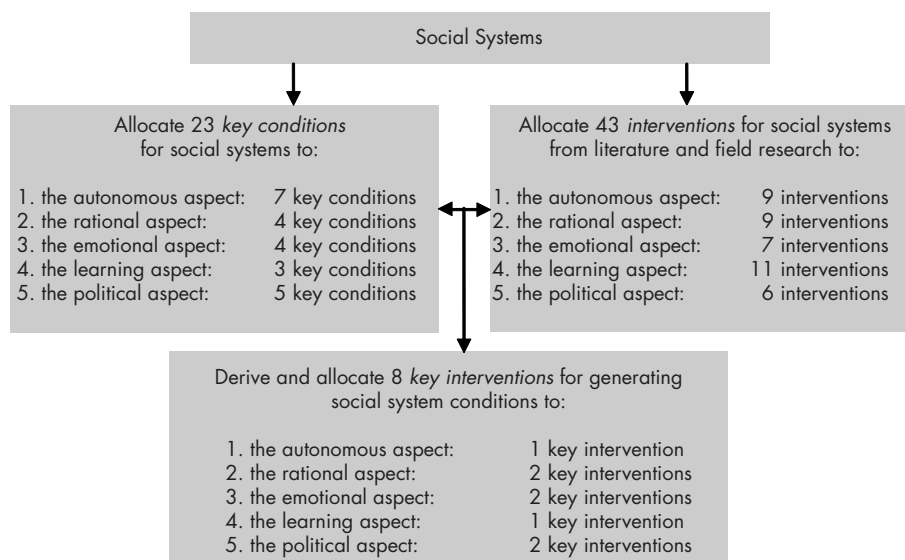 Social Systems
Allocate 23 key conditions
for social systems to:
1. the autonomous aspect: 7 key conditions
2. the rational aspect: 4 key conditions
3. the emotional aspect: 4 key conditions
4. the learning aspect: 3 key conditions
5. the political aspect: 5 key conditions
Allocate 43 interventions for social systems
from literature and field research to:
1. the autonomous aspect: 9 interventions
2. the rational aspect: 9 interventions
3. the emotional aspect: 7 interventions
4. the learning aspect: 11 interventions
5. the political aspect: 6 interventions
Derive and allocate 8 key interventions for generating
social system conditions to:
1. the autonomous aspect: 1 key intervention
2. the rational aspect: 2 key interventions
3. the emotional aspect: 2 key interventions
4. the learning aspect: 1 key intervention
5. the political aspect: 2 key interventions